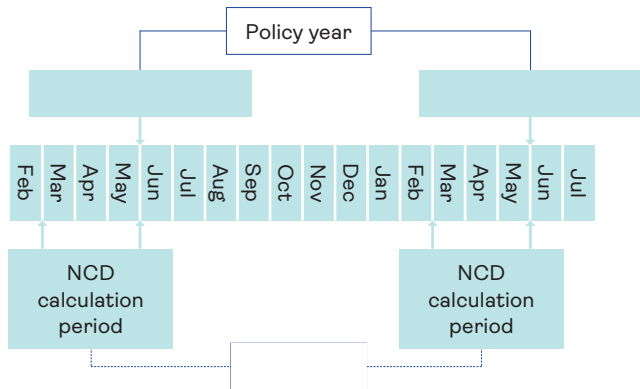 Policy year
Feb Mar Apr May Jun Jul Aug Sep Oct Nov Dec Jan Feb Mar Apr May Jun Jul
NCD
calculation
period
NCD
calculation
period